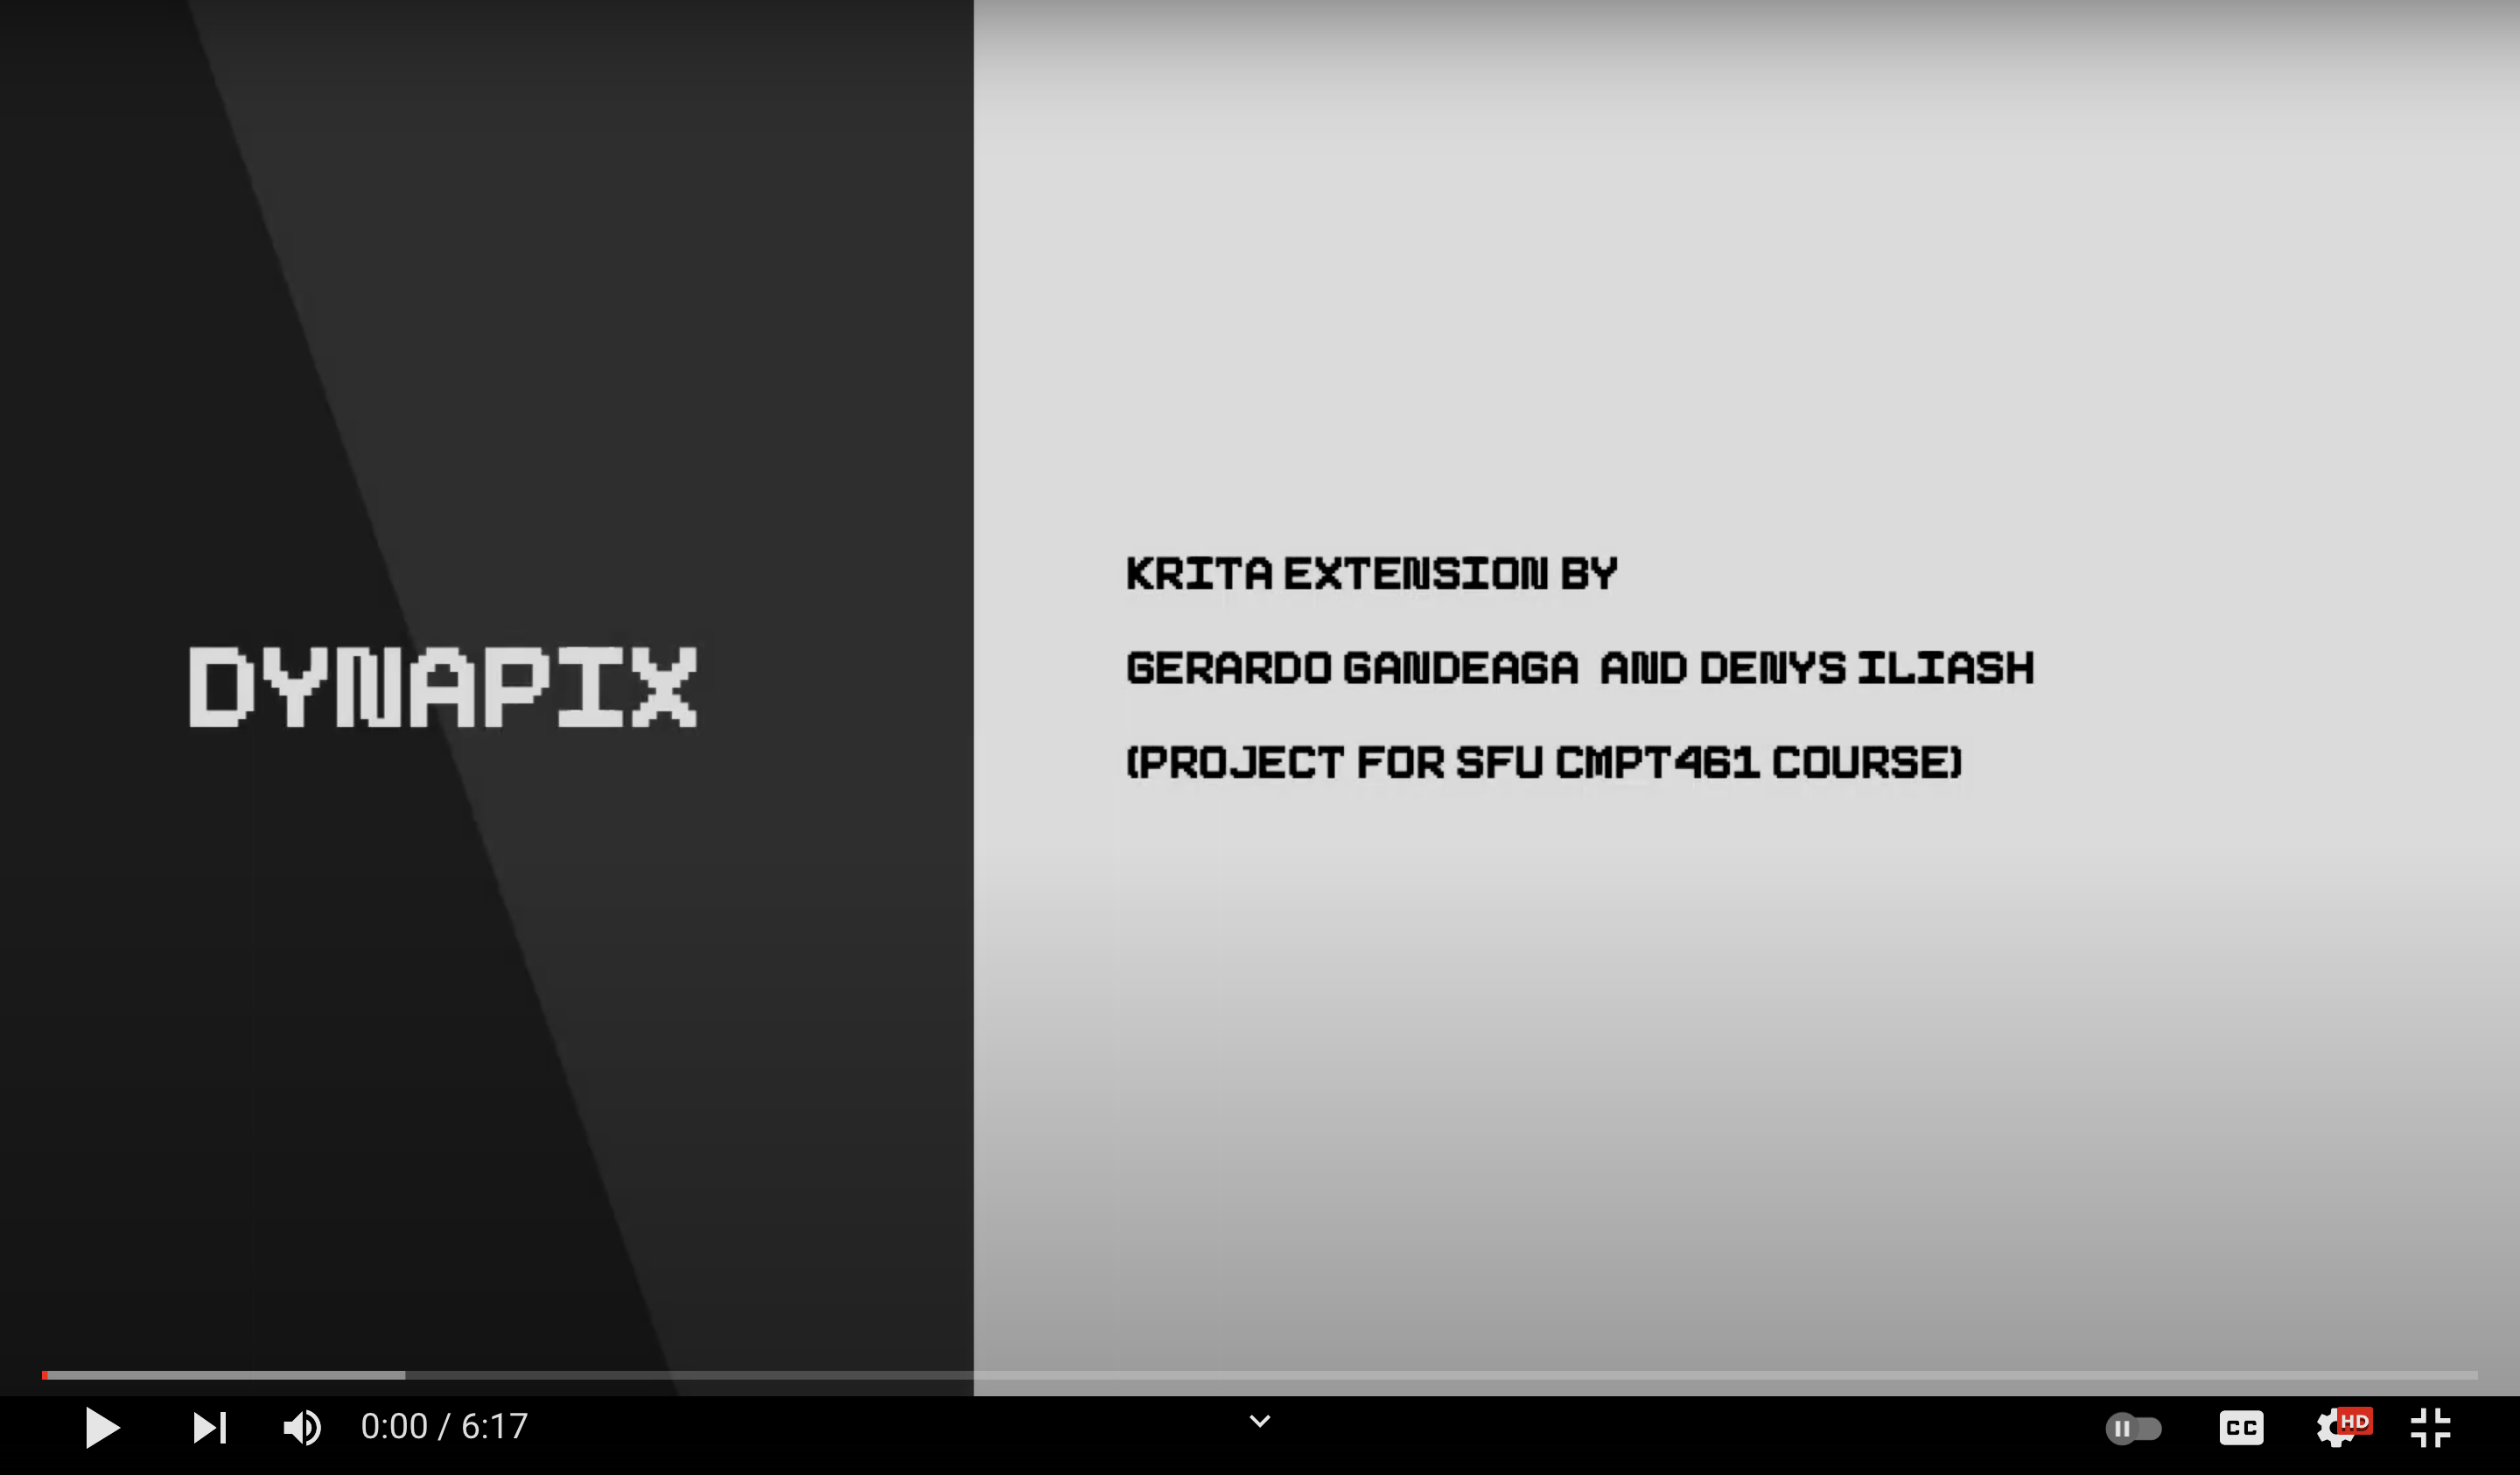 DYNAPIX
KRITA EXTENSION BY
GERARDO GANDEAGA AND DENYS ILIASH
(PROJECT FOR SFU CMPT461 COURSE)
0:00 / 6:17
CC
HD